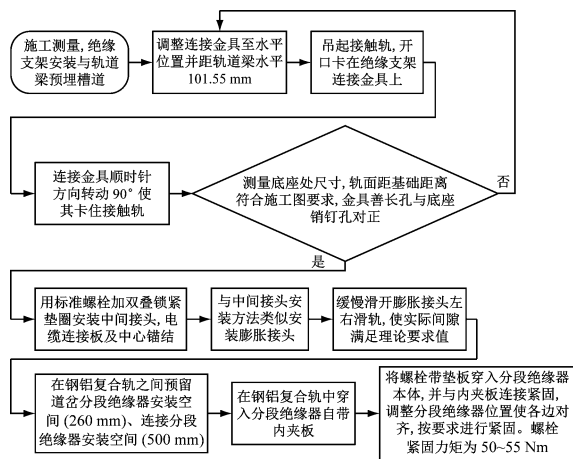 施工测量,绝缘
支架安装与轨道
梁预埋槽道
调整连接金具至水平
位置并距轨道梁水平
101.55 mm
吊起接触轨,开
口卡在绝缘支架
连接金具上
连接金具顺时针
方向转动90°使
其卡住接触轨
测量底座处尺寸,轨面距基础距离
符合施工图要求,金具善长孔与底座
销钉孔对正
否
是
用标准螺栓加双叠锁紧
垫圈安装中间接头,电
缆连接板及中心锚结
与中间接头安
装方法类似安
装膨胀接头
缓慢滑开膨胀接头左
右滑轨,使实际间隙
满足理论要求值
在钢铝复合轨之间预留
道岔分段绝缘器安装空
间(260 mm)、连接分段
绝缘器安装空间(500 mm)
在钢铝复合轨中穿
入分段绝缘器自带
内夹板
将螺栓带垫板穿入分段绝缘器
本体,并与内夹板连接紧固,
调整分段绝缘器位置使各边对
齐,按要求进行紧固。螺栓
紧固力矩为50~55 Nm